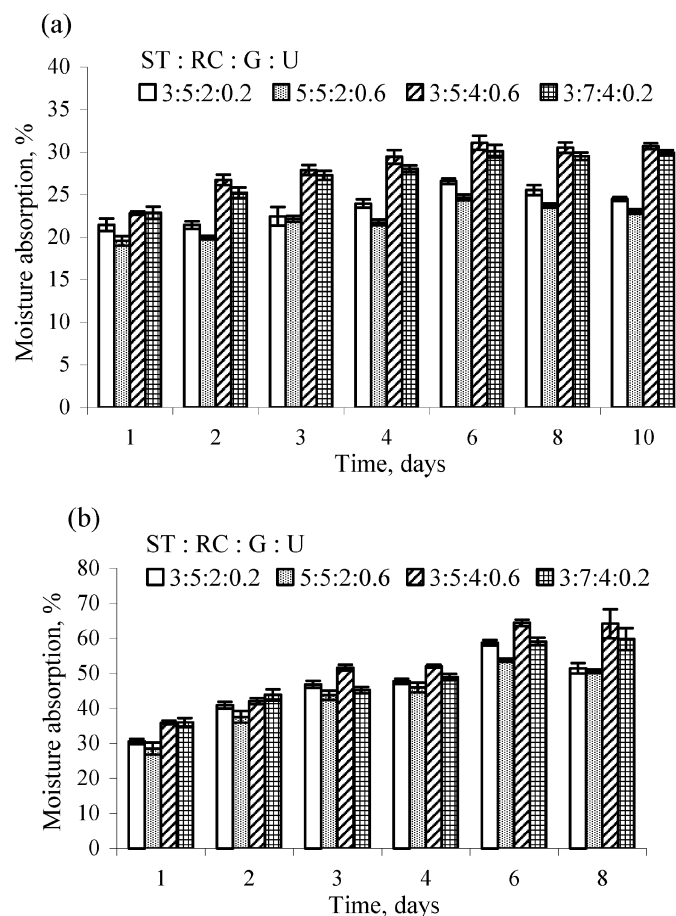 (a)
ST : RC : G : U
3:5:2:0.2 5:5:2:0.6 3:5:4:0.6 3:7:4:0.2
Moisture absorption, %
40
35
30
25
20
15
10
5
0
1 2 3 4 6 8 10
Time, days
(b)
ST : RC : G : U
3:5:2:0.2 5:5:2:0.6 3:5:4:0.6 3:7:4:0.2
Moisture absorption, %
80
70
60
50
40
30
20
10
0
1 2 3 4 6 8
Time, days